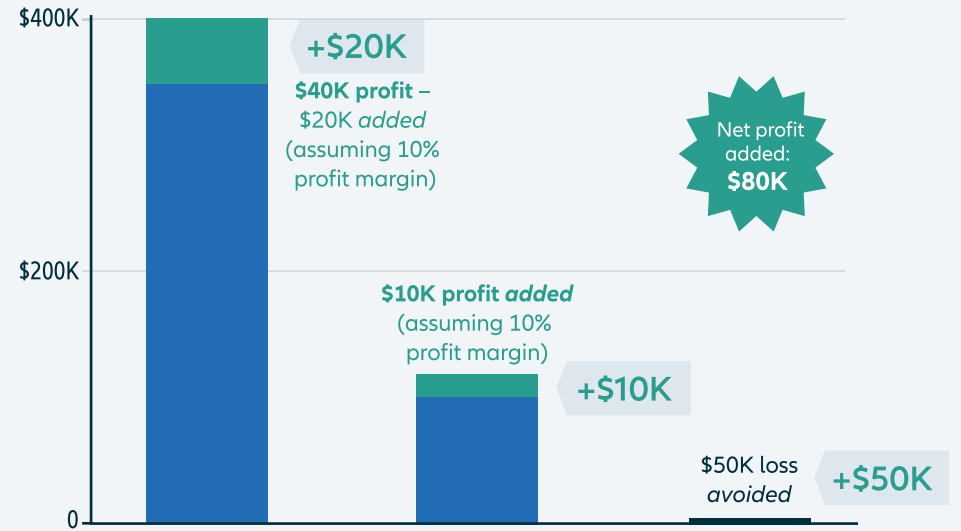 $400K
+$20K
$40K profit –
$20K added
(assuming 10%
profit margin)
Net profit
added:
$80K
$200K
$10K profit added
(assuming 10%
profit margin)
+$10K
$50K loss
avoided
+$50K
0